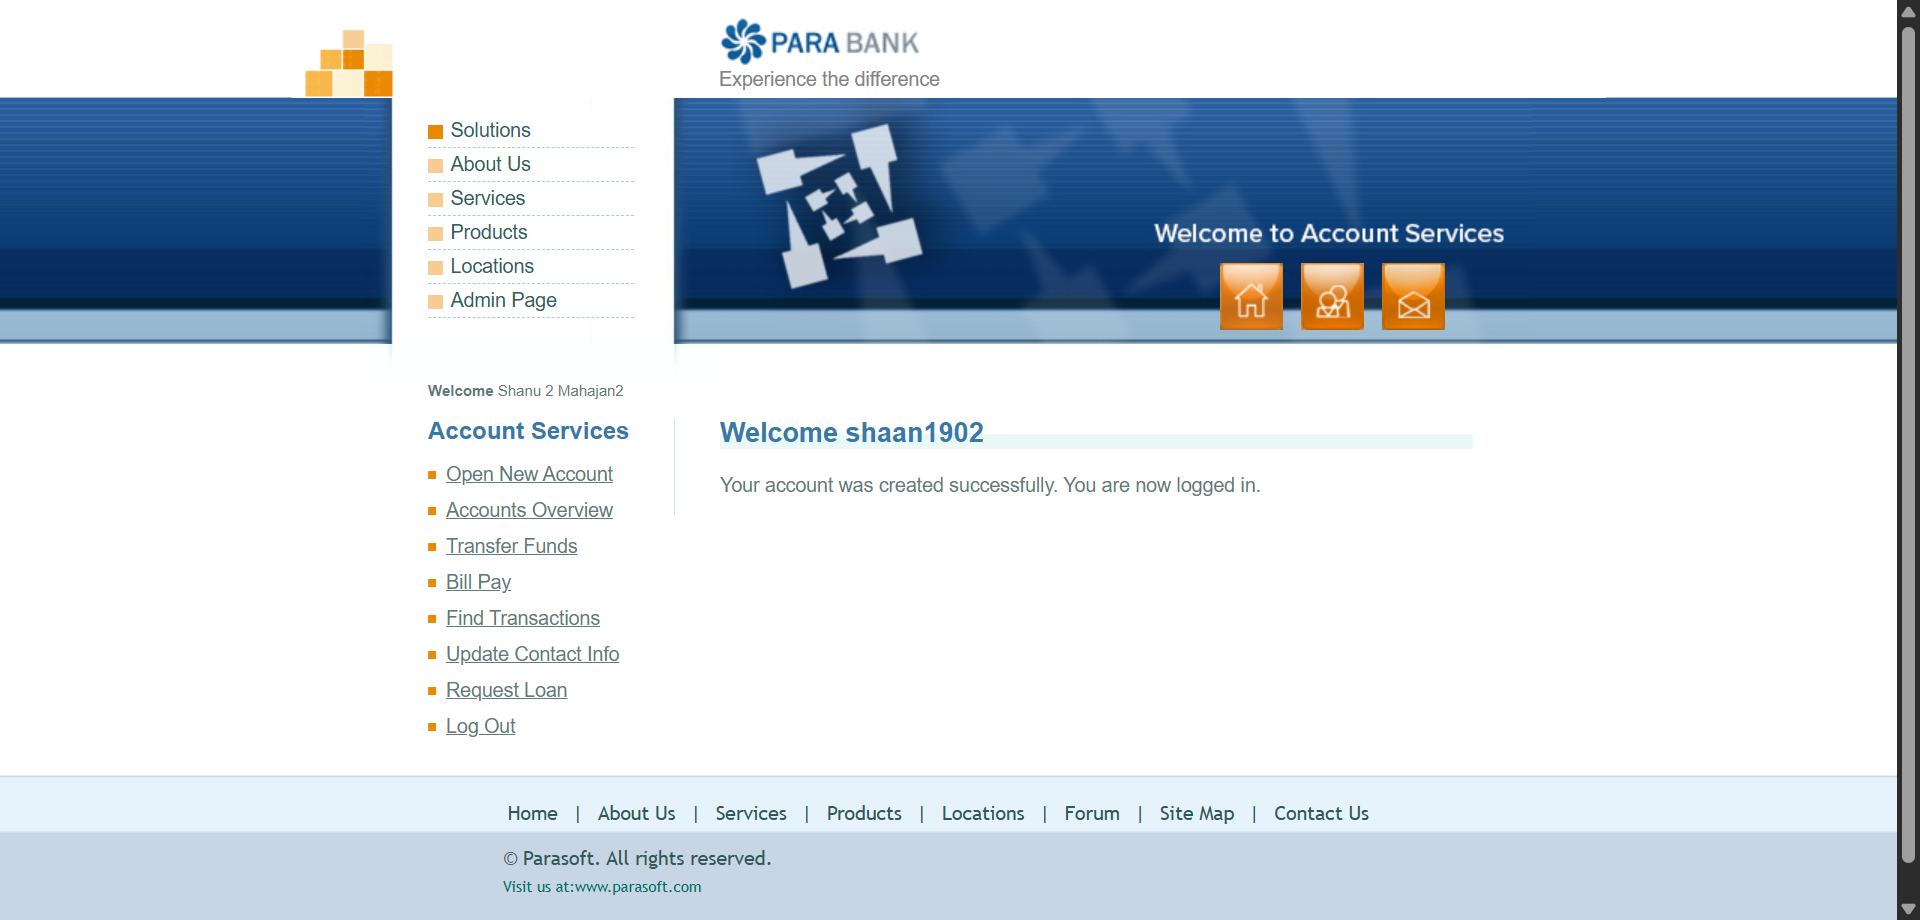 PARA BANK
Experience the difference
Solutions
About Us
Services
Products
Locations
Admin Page
Welcome to Account Services
Welcome Shanu 2 Mahajan2
Account Services
Open New Account
Accounts Overview
Transfer Funds
Bill Pay
Find Transactions
Update Contact Info
Request Loan
Log Out
Welcome shaan1902
Your account was created successfully. You are now logged in.
Home | About Us | Services | Products | Locations | Forum | Site Map | Contact Us
© Parasoft. All rights reserved.
Visit us at:www.parasoft.com